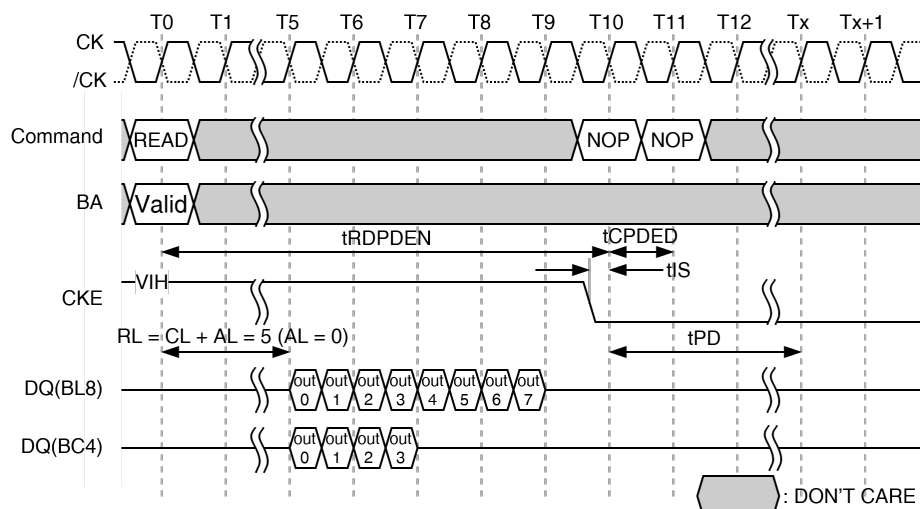 T0 T1 T5 T6 T7 T8 T9 T10 T11 T12 Tx Tx+1
CK
/CK
Command READ NOP NOP
BA Valid
tRDPDEN tCPDED
tIS
VIH
CKE
RL = CL + AL = 5 (AL = 0) tPD
DQ(BL8) out 0 out 1 out 2 out 3 out 4 out 5 out 6 out 7
DQ(BC4) out 0 out 1 out 2 out 3
: DON'T CARE